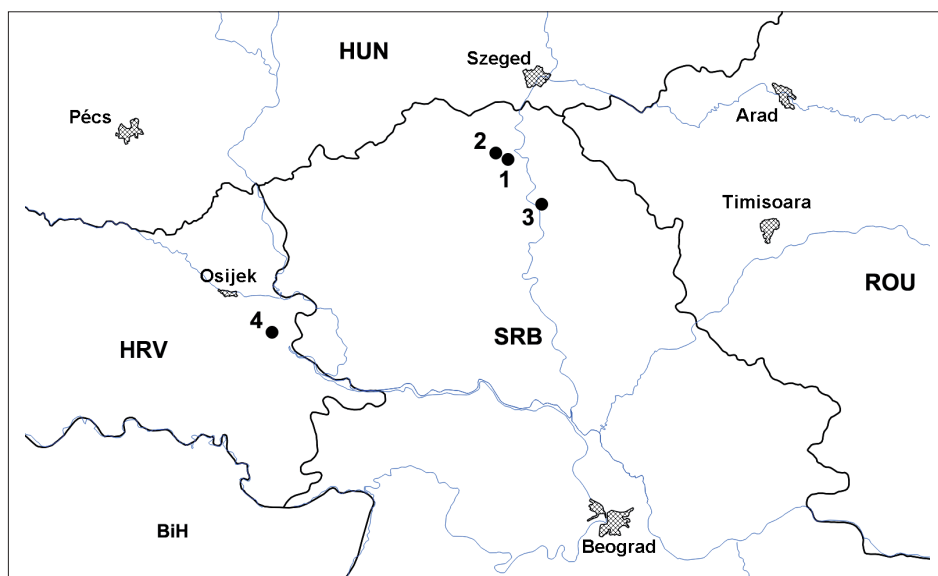 HUN
Szeged
Pécs
Arad
2
1
3
Timisoara
Osijek
ROU
4
SRB
HRV
BiH
Beograd